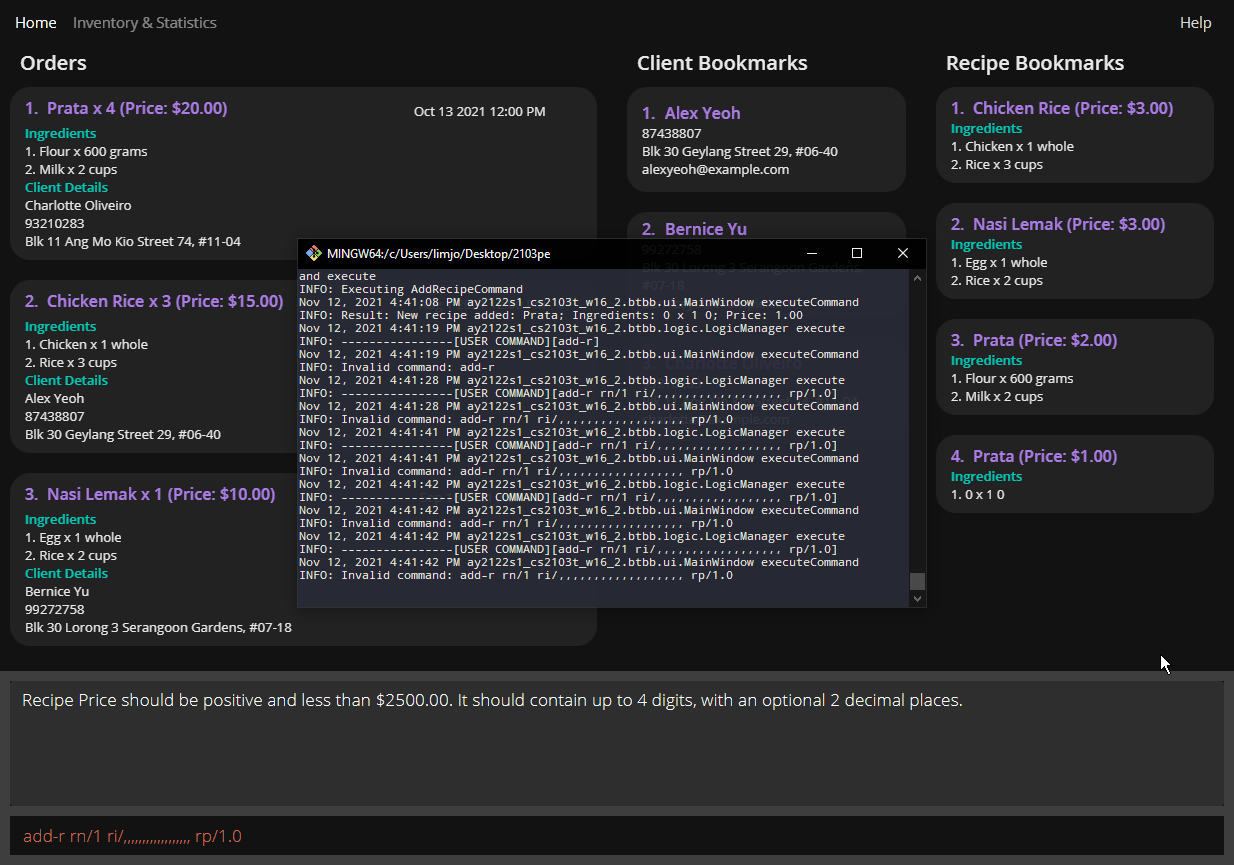 Home Inventory & Statistics Help
Orders
1. Prata x 4 (Price: $20.00)
Oct 13 2021 12:00 PM
Ingredients
1. Flour x 600 grams
2. Milk x 2 cups
Client Details
Charlotte Oliveiro
93210283
Blk 11 Ang Mo Kio Street 74, #11-04
2. Chicken Rice x 3 (Price: $15.00)
Ingredients
1. Chicken x 1 whole
2. Rice x 3 cups
Client Details
Alex Yeoh
87438807
Blk 30 Geylang Street 29, #06-40
3. Nasi Lemak x 1 (Price: $10.00)
Ingredients
1. Egg x 1 whole
2. Rice x 2 cups
Client Details
Bernice Yu
99272758
Blk 30 Lorong 3 Serangoon Gardens, #07-18
Client Bookmarks
1. Alex Yeoh
87438807
Blk 30 Geylang Street 29, #06-40
alexyeoh@example.com
2. Bernice Yu
99272758
Blk 30 Lorong 3 Serangoon Gardens,
#07-18
Recipe Bookmarks
1. Chicken Rice (Price: $3.00)
Ingredients
1. Chicken x 1 whole
2. Rice x 3 cups
2. Nasi Lemak (Price: $3.00)
Ingredients
1. Egg x 1 whole
2. Rice x 2 cups
3. Prata (Price: $2.00)
Ingredients
1. Flour x 600 grams
2. Milk x 2 cups
4. Prata (Price: $1.00)
Ingredients
1. 0 x 1 0
MINGW64:/c/Users/limjo/Desktop/2103pe
and execute
INFO: Executing AddRecipeCommand
Nov 12, 2021 4:41:08 PM ay2122s1_cs2103t_w16_2.btbb.ui.MainWindow executeCommand
INFO: Result: New recipe added: Prata; Ingredients: 0 x 1 0; Price: 1.00
Nov 12, 2021 4:41:19 PM ay2122s1_cs2103t_w16_2.btbb.logic.LogicManager execute
INFO: ----------------[USER COMMAND][add-r]
Nov 12, 2021 4:41:19 PM ay2122s1_cs2103t_w16_2.btbb.ui.MainWindow executeCommand
INFO: Invalid command: add-r
Nov 12, 2021 4:41:28 PM ay2122s1_cs2103t_w16_2.btbb.logic.LogicManager execute
INFO: ----------------[USER COMMAND][add-r rn/1 ri/,,,,,,,,,,,,,,,,,, rp/1.0]
Nov 12, 2021 4:41:28 PM ay2122s1_cs2103t_w16_2.btbb.ui.MainWindow executeCommand
INFO: Invalid command: add-r rn/1 ri/,,,,,,,,,,,,,,,,,, rp/1.0
Nov 12, 2021 4:41:41 PM ay2122s1_cs2103t_w16_2.btbb.logic.LogicManager execute
INFO: ----------------[USER COMMAND][add-r rn/1 ri/,,,,,,,,,,,,,,,,,, rp/1.0]
Nov 12, 2021 4:41:41 PM ay2122s1_cs2103t_w16_2.btbb.ui.MainWindow executeCommand
INFO: Invalid command: add-r rn/1 ri/,,,,,,,,,,,,,,,,,, rp/1.0
Nov 12, 2021 4:41:42 PM ay2122s1_cs2103t_w16_2.btbb.logic.LogicManager execute
INFO: ----------------[USER COMMAND][add-r rn/1 ri/,,,,,,,,,,,,,,,,,, rp/1.0]
Nov 12, 2021 4:41:42 PM ay2122s1_cs2103t_w16_2.btbb.ui.MainWindow executeCommand
INFO: Invalid command: add-r rn/1 ri/,,,,,,,,,,,,,,,,,, rp/1.0
Nov 12, 2021 4:41:42 PM ay2122s1_cs2103t_w16_2.btbb.logic.LogicManager execute
INFO: ----------------[USER COMMAND][add-r rn/1 ri/,,,,,,,,,,,,,,,,,, rp/1.0]
Nov 12, 2021 4:41:42 PM ay2122s1_cs2103t_w16_2.btbb.ui.MainWindow executeCommand
INFO: Invalid command: add-r rn/1 ri/,,,,,,,,,,,,,,,,,, rp/1.0
Recipe Price should be positive and less than $2500.00. It should contain up to 4 digits, with an optional 2 decimal places.
add-r rn/1 ri/,,,,,,,,,,,,,,,,,, rp/1.0